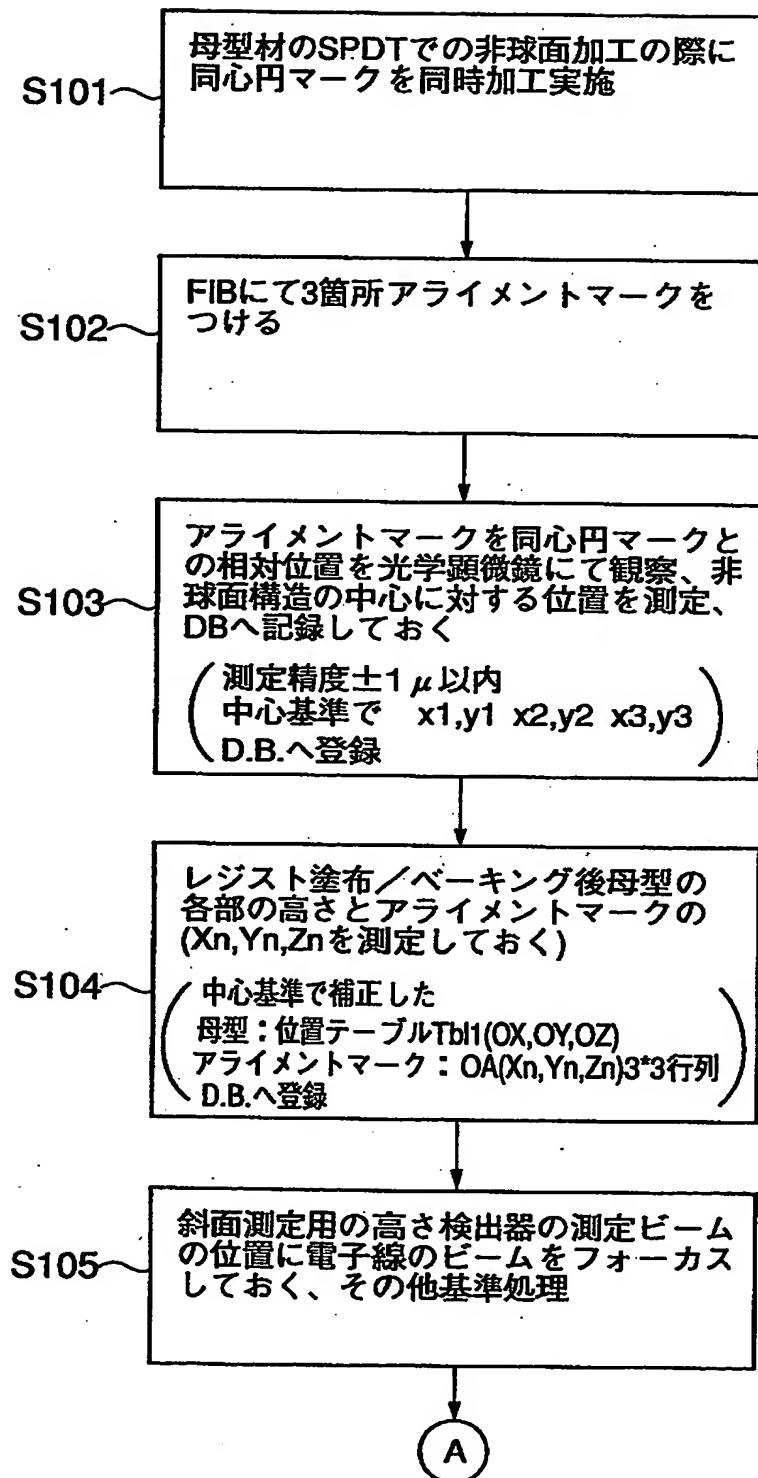 S101
母型材のSPDTでの非球面加工の際に
同心円マークを同時加工実施
S102
FIBにて3箇所アライメントマークを
つける
S103
アライメントマークを同心円マークと
の相対位置を光学顕微鏡にて観察、非
球面構造の中心に対する位置を測定、
DBへ記録しておく
測定精度±1μ以内
中心基準で x1,y1 x2,y2 x3,y3
D.B.へ登録
S104
レジスト塗布／ベーキング後母型の
各部の高さとアライメントマークの
(Xn,Yn,Znを測定しておく)
中心基準で補正した
母型：位置テーブルTbl1(OX,OY,OZ)
アライメントマーク：OA(Xn,Yn,Zn)3*3行列
D.B.へ登録
S105
斜面測定用の高さ検出器の測定ビーム
の位置に電子線のビームをフォーカス
しておく、その他基準処理
A